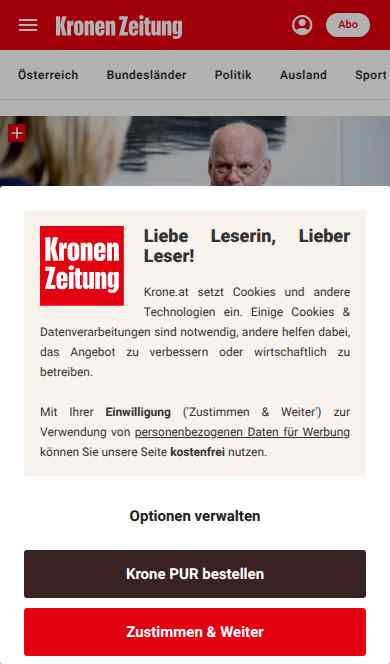 Kronen Zeitung
Abo
Österreich Bundesländer Politik Ausland Sport
Kronen
Zeitung
Liebe Leserin, Lieber
Leser!
Krone.at setzt Cookies und andere
Technologien ein. Einige Cookies &
Datenverarbeitungen sind notwendig, andere helfen dabei,
das Angebot zu verbessern oder wirtschaftlich zu
betreiben.
Mit Ihrer Einwilligung ('Zustimmen & Weiter') zur
Verwendung von personenbezogenen Daten für Werbung
können Sie unsere Seite kostenfrei nutzen.
Optionen verwalten
Krone PUR bestellen
Zustimmen & Weiter